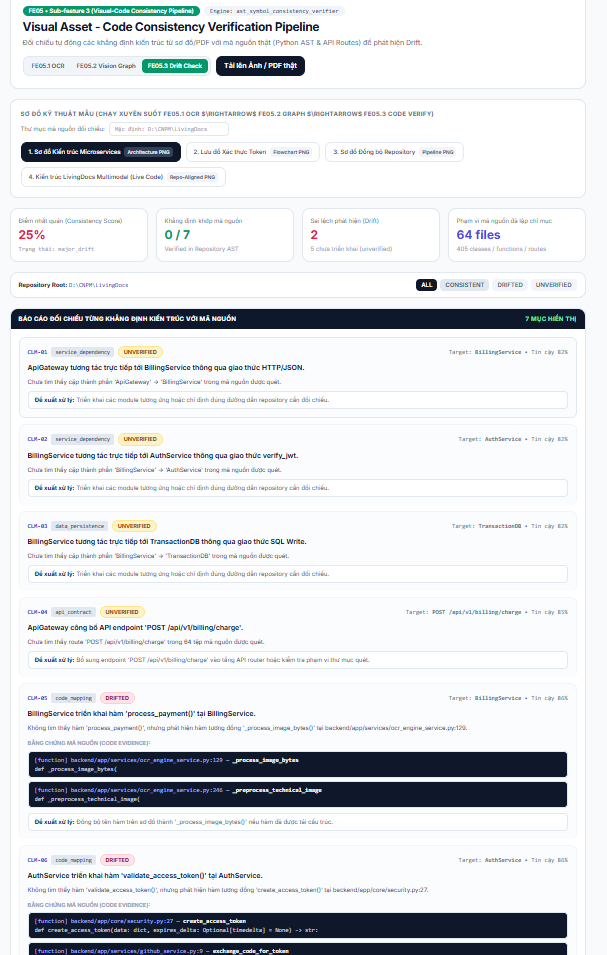 FE05 • Sub-feature 3 (Visual-Code Consistency Pipeline) Engine: ast_symbol_consistency_verifier
Visual Asset - Code Consistency Verification Pipeline
Đối chiếu tự động các khẳng định kiến trúc từ sơ đồ/PDF với mã nguồn thật (Python AST & API Routes) để phát hiện Drift.
FE05.1 OCR FE05.2 Vision Graph FE05.3 Drift Check Tải lên Ảnh / PDF thật
SƠ ĐỒ KỸ THUẬT MẪU (CHẠY XUYÊN SUỐT FE05.1 OCR $\RIGHTARROW$ FE05.2 GRAPH $\RIGHTARROW$ FE05.3 CODE VERIFY)
Thư mục mã nguồn đối chiếu: Mặc định: D:\CNPM\LivingDocs
1. Sơ đồ Kiến trúc Microservices Architecture PNG 2. Lưu đồ Xác thực Token Flowchart PNG 3. Sơ đồ Đồng bộ Repository Pipeline PNG
4. Kiến trúc LivingDocs Multimodel (Live Code) Repo-Aligned PNG
Điểm nhất quán (Consistency Score) Khẳng định khớp mã nguồn Sai lệch phát hiện (Drift) Phạm vi mã nguồn đã lập chỉ mục
25% 0 / 7 2 64 files
Trạng thái: major_drift Verified in Repository AST 5 chưa triển khai (unverified) 405 classes / functions / routes
Repository Root: D:\CNPM\LivingDocs ALL CONSISTENT DRIFTED UNVERIFIED
BÁO CÁO ĐỐI CHIẾU TỪNG KHẲNG ĐỊNH KIẾN TRÚC VỚI MÃ NGUỒN 7 MỤC HIỂN THỊ
CLM-01 service_dependency UNVERIFIED Target: BillingService • Tin cậy 82%
ApiGateway tương tác trực tiếp tới BillingService thông qua giao thức HTTP/JSON.
Chưa tìm thấy cặp thành phần 'ApiGateway' → 'BillingService' trong mã nguồn được quét.
Đề xuất xử lý: Triển khai các module tương ứng hoặc chỉ định đúng đường dẫn repository cần đối chiếu.
CLM-02 service_dependency UNVERIFIED Target: AuthService • Tin cậy 82%
BillingService tương tác trực tiếp tới AuthService thông qua giao thức verify_jwt.
Chưa tìm thấy cặp thành phần 'BillingService' → 'AuthService' trong mã nguồn được quét.
Đề xuất xử lý: Triển khai các module tương ứng hoặc chỉ định đúng đường dẫn repository cần đối chiếu.
CLM-03 data_persistence UNVERIFIED Target: TransactionDB • Tin cậy 82%
BillingService tương tác trực tiếp tới TransactionDB thông qua giao thức SQL Write.
Chưa tìm thấy cặp thành phần 'BillingService' → 'TransactionDB' trong mã nguồn được quét.
Đề xuất xử lý: Triển khai các module tương ứng hoặc chỉ định đúng đường dẫn repository cần đối chiếu.
CLM-04 api_contract UNVERIFIED Target: POST /api/v1/billing/charge • Tin cậy 85%
ApiGateway công bố API endpoint 'POST /api/v1/billing/charge'.
Chưa tìm thấy route 'POST /api/v1/billing/charge' trong 64 tệp mã nguồn được quét.
Đề xuất xử lý: Bổ sung endpoint 'POST /api/v1/billing/charge' vào tầng API router hoặc kiểm tra phạm vi thư mục quét.
CLM-05 code_mapping DRIFTED Target: BillingService • Tin cậy 86%
BillingService triển khai hàm 'process_payment()' tại BillingService.
Không tìm thấy hàm 'process_payment()', nhưng phát hiện hàm tương đồng '_process_image_bytes()' tại backend/app/services/ocr_engine_service.py:129.
BẰNG CHỨNG MÃ NGUỒN (CODE EVIDENCE):
[function] backend/app/services/ocr_engine_service.py:129 — _process_image_bytes
def _process_image_bytes(
[function] backend/app/services/ocr_engine_service.py:246 — _preprocess_technical_image
def _preprocess_technical_image(
Đề xuất xử lý: Đồng bộ tên hàm trên sơ đồ thành '_process_image_bytes()' nếu hàm đã được tái cấu trúc.
CLM-06 code_mapping DRIFTED Target: AuthService • Tin cậy 86%
AuthService triển khai hàm 'validate_access_token()' tại AuthService.
Không tìm thấy hàm 'validate_access_token()', nhưng phát hiện hàm tương đồng 'create_access_token()' tại backend/app/core/security.py:27.
BẰNG CHỨNG MÃ NGUỒN (CODE EVIDENCE):
[function] backend/app/core/security.py:27 — create_access_token
def create_access_token(data: dict, expires_delta: Optional[timedelta] = None) -> str:
[function] backend/app/services/github_service.py:9 — exchange_code_for_token